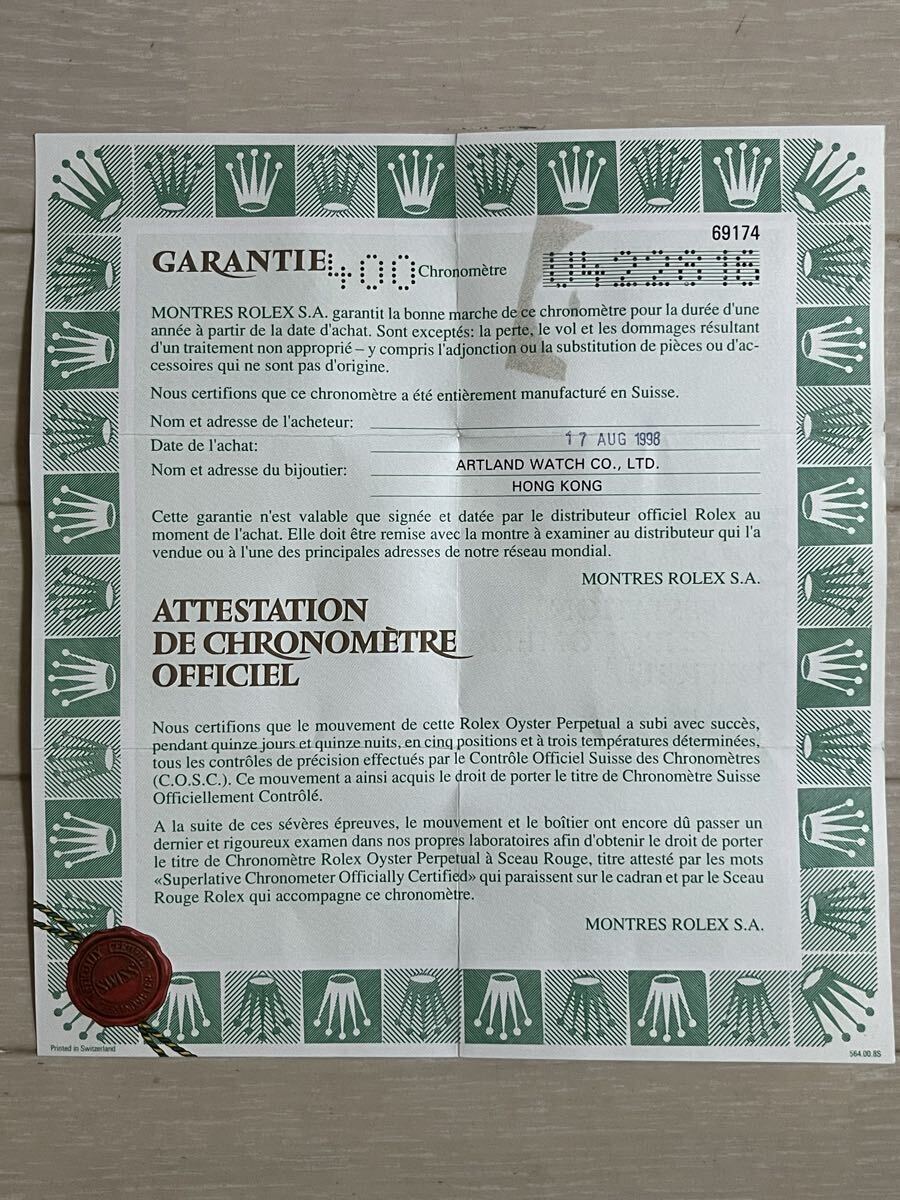 69174
GARANTIE 400 Chronomètre U422816
MONTRES ROLEX S.A. garantit la bonne marche de ce chronomètre pour la durée d'une
année à partir de la date d'achat. Sont exceptés: la perte, le vol et les dommages résultant
d'un traitement non approprié – y compris l'adjonction ou la substitution de pièces ou d'ac-
cessoires qui ne sont pas d'origine.
Nous certifions que ce chronomètre a été entièrement manufacturé en Suisse.
Nom et adresse de l'acheteur:
Date de l'achat: 17 AUG 1998
Nom et adresse du bijoutier: ARTLAND WATCH CO., LTD.
HONG KONG
Cette garantie n'est valable que signée et datée par le distributeur officiel Rolex au
moment de l'achat. Elle doit être remise avec la montre à examiner au distributeur qui l'a
vendue ou à l'une des principales adresses de notre réseau mondial.
MONTRES ROLEX S.A.
ATTESTATION
DE CHRONOMÈTRE
OFFICIEL
Nous certifions que le mouvement de cette Rolex Oyster Perpetual a subi avec succès,
pendant quinze jours et quinze nuits, en cinq positions et à trois températures déterminées,
tous les contrôles de précision effectués par le Contrôle Officiel Suisse des Chronomètres
(C.O.S.C.). Ce mouvement a ainsi acquis le droit de porter le titre de Chronomètre Suisse
Officiellement Contrôlé.
A la suite de ces sévères épreuves, le mouvement et le boîtier ont encore dû passer un
dernier et rigoureux examen dans nos propres laboratoires afin d'obtenir le droit de porter
le titre de Chronomètre Rolex Oyster Perpetual à Sceau Rouge, titre attesté par les mots
«Superlative Chronometer Officially Certified» qui paraissent sur le cadran et par le Sceau
Rouge Rolex qui accompagne ce chronomètre.
MONTRES ROLEX S.A.
SWISS
Printed in Switzerland
564.00.8S